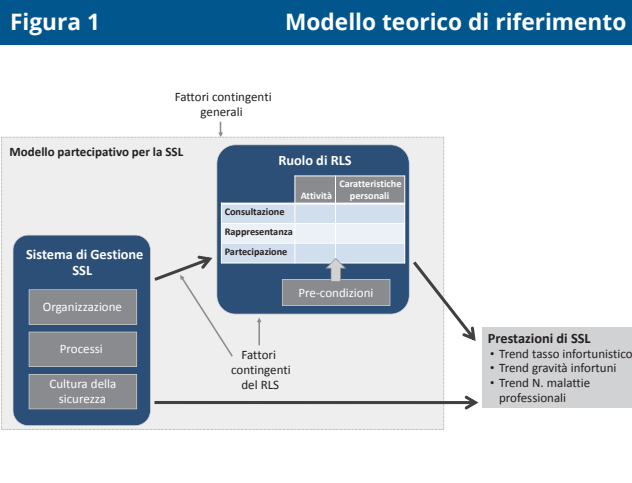 Figura 1
Modello teorico di riferimento
Fattori contingenti
generali
Modello partecipativo per la SSL
Ruolo di RLS
Attività
Caratteristiche
personali
Consultazione
Rappresentanza
Partecipazione
Pre-condizioni
Sistema di Gestione
SSL
Organizzazione
Processi
Cultura della
sicurezza
Fattori
contingenti
del RLS
Prestazioni di SSL
• Trend tasso infortunistico
• Trend gravità infortuni
• Trend N. malattie
professionali